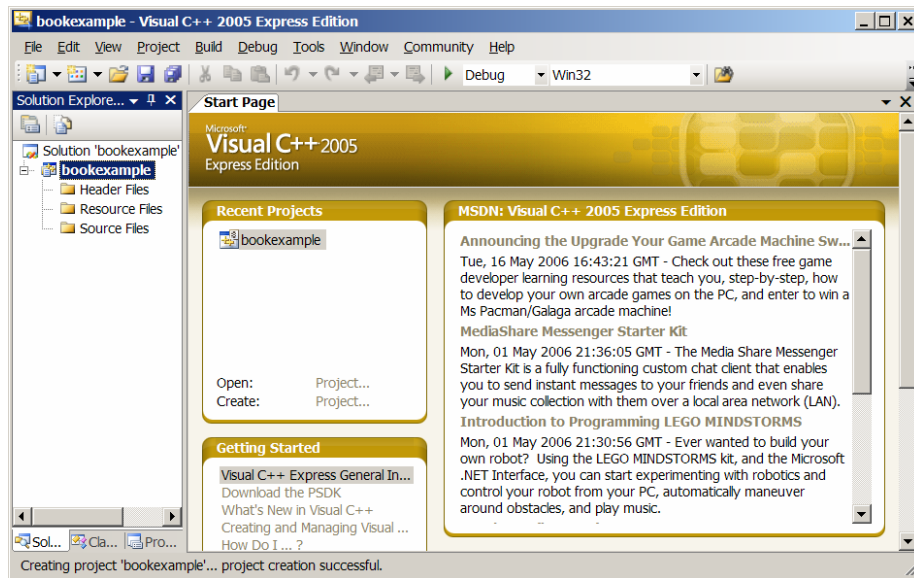 bookexample - Visual C++ 2005 Express Edition
File Edit View Project Build Debug Tools Window Community Help
Debug Win32
Solution Explore...
Start Page
Solution 'bookexample'
bookexample
Header Files
Resource Files
Source Files
Microsoft
Visual C++ 2005
Express Edition
Recent Projects
bookexample
Open: Project...
Create: Project...
Getting Started
Visual C++ Express General In...
Download the PSDK
What's New in Visual C++
Creating and Managing Visual ...
How Do I ... ?
MSDN: Visual C++ 2005 Express Edition
Announcing the Upgrade Your Game Arcade Machine Sw...
Tue, 16 May 2006 16:43:21 GMT - Check out these free game
developer learning resources that teach you, step-by-step, how
to develop your own arcade games on the PC, and enter to win a
Ms Pacman/Galaga arcade machine!
MediaShare Messenger Starter Kit
Mon, 01 May 2006 21:36:05 GMT - The Media Share Messenger
Starter Kit is a fully functioning custom chat client that enables
you to send instant messages to your friends and even share
your music collection with them over a local area network (LAN).
Introduction to Programming LEGO MINDSTORMS
Mon, 01 May 2006 21:30:56 GMT - Ever wanted to build your
own robot? Using the LEGO MINDSTORMS kit, and the Microsoft
.NET Interface, you can start experimenting with robotics and
control your robot from your PC, automatically maneuver
around obstacles, and play music.
Sol... Cla... Pro...
Creating project 'bookexample'... project creation successful.